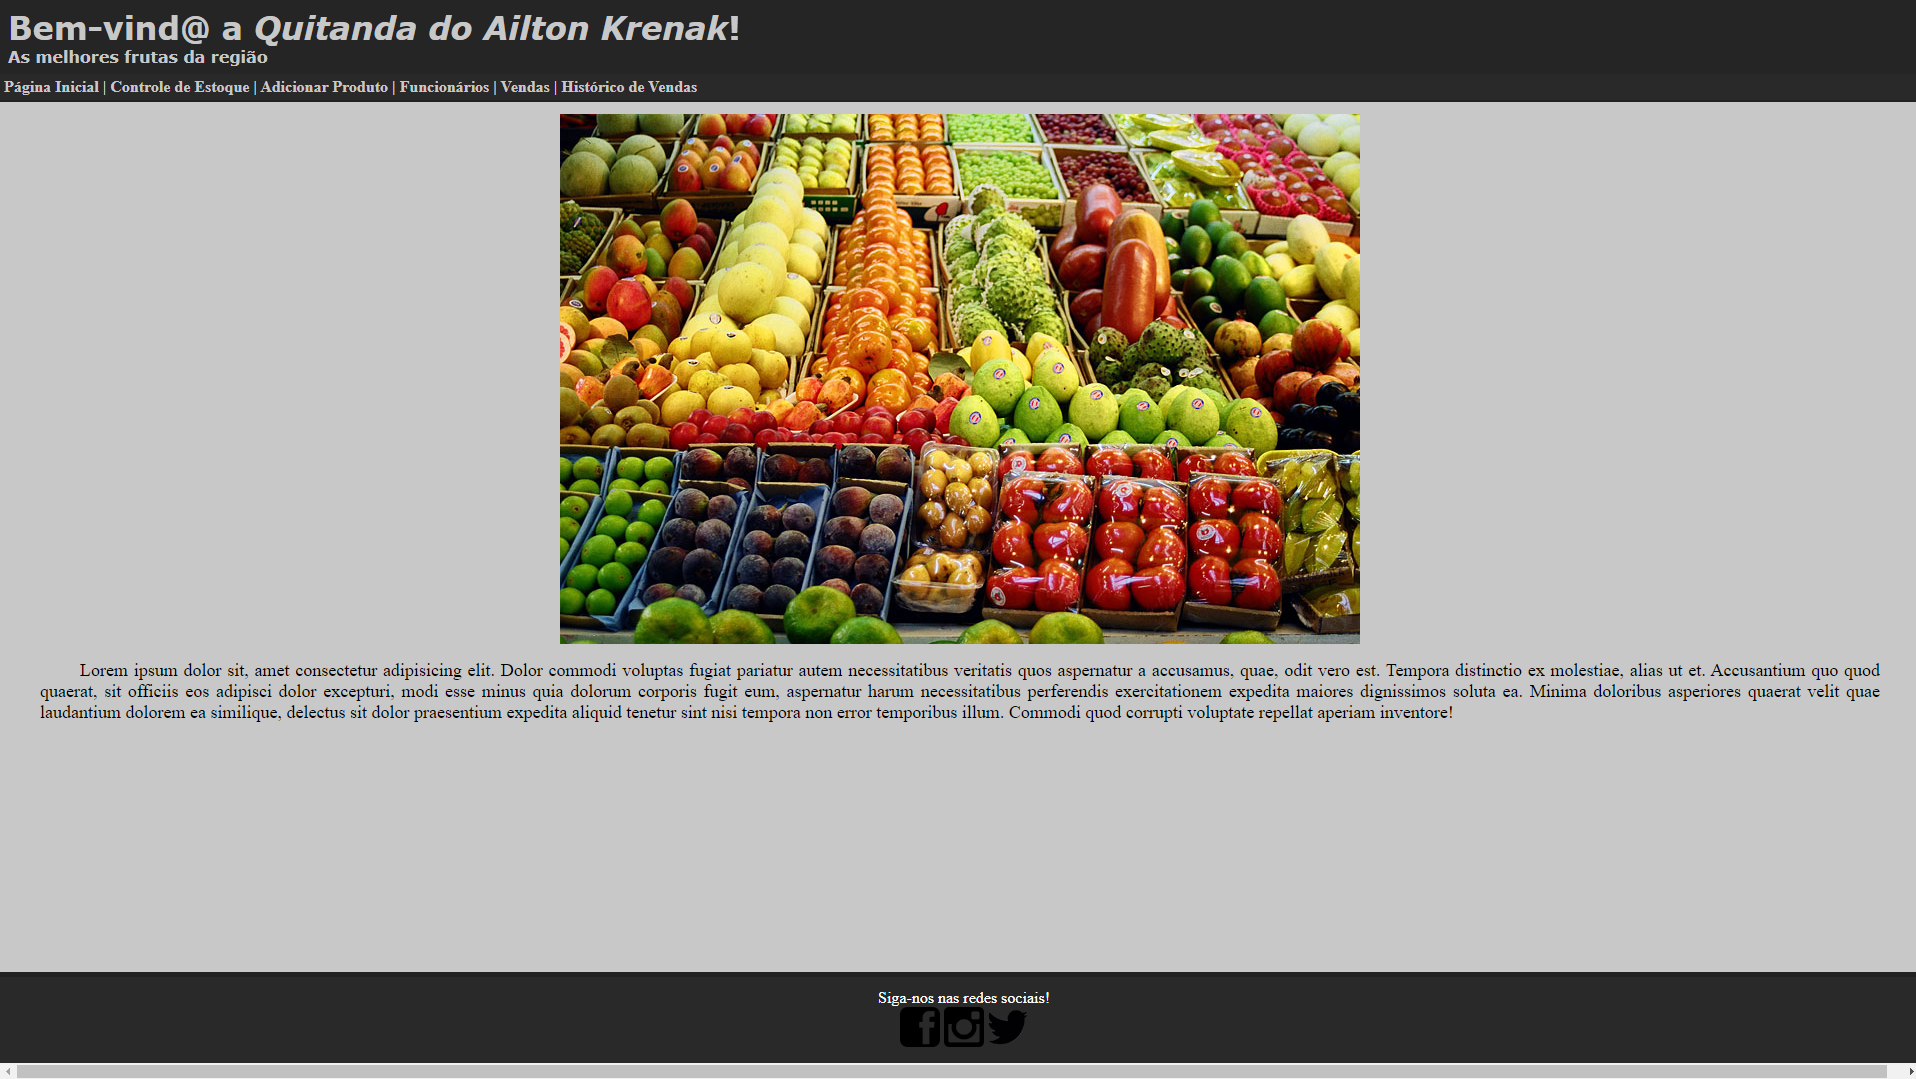 Bem-vind@ a Quitanda do Ailton Krenak!
As melhores frutas da região
Página Inicial | Controle de Estoque | Adicionar Produto | Funcionários | Vendas | Histórico de Vendas
Lorem ipsum dolor sit, amet consectetur adipisicing elit. Dolor commodi voluptas fugiat pariatur autem necessitatibus veritatis quos aspernatur a accusamus, quae, odit vero est. Tempora distinctio ex molestiae, alias ut et. Accusantium quo quod
quaerat, sit officiis eos adipisci dolor excepturi, modi esse minus quia dolorum corporis fugit eum, aspernatur harum necessitatibus perferendis exercitationem expedita maiores dignissimos soluta ea. Minima doloribus asperiores quaerat velit quae
laudantium dolorem ea similique, delectus sit dolor praesentium expedita aliquid tenetur sint nisi tempora non error temporibus illum. Commodi quod corrupti voluptate repellat aperiam inventore!
Siga-nos nas redes sociais!